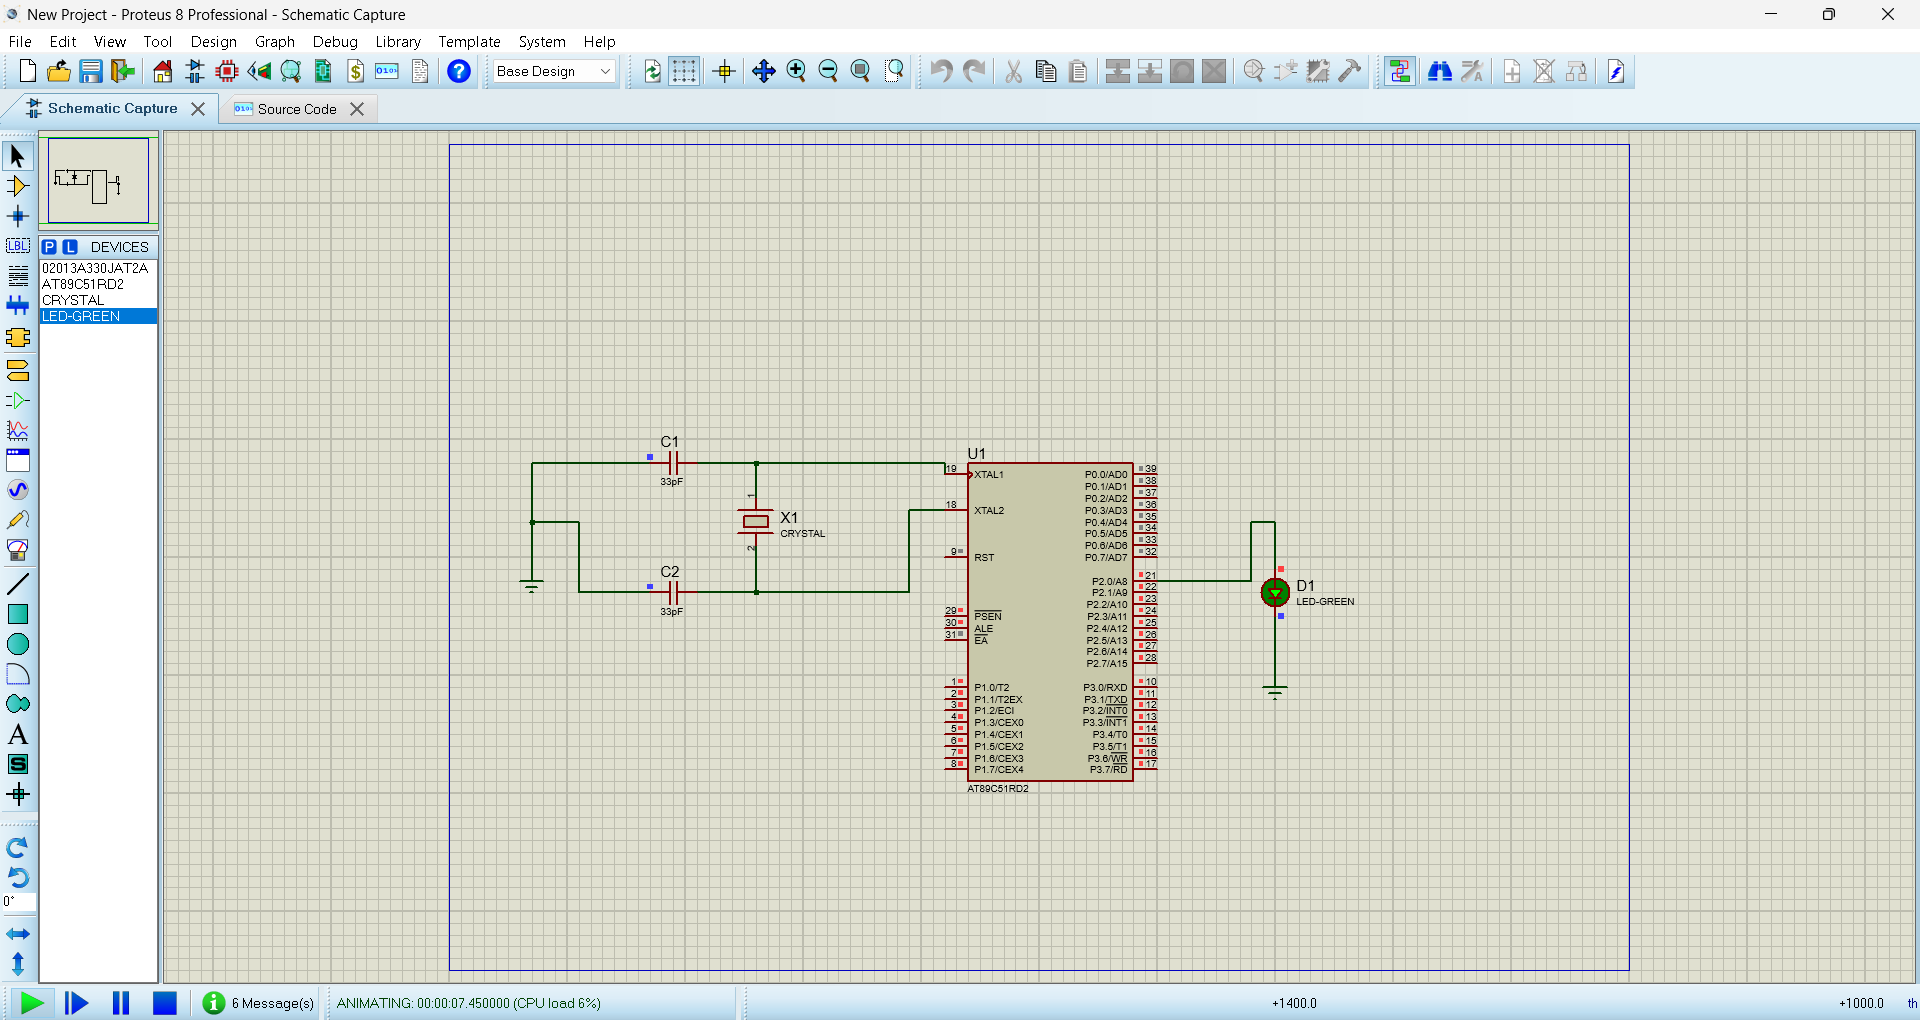 New Project - Proteus 8 Professional - Schematic Capture
File Edit View Tool Design Graph Debug Library Template System Help
Base Design
Schematic Capture
Source Code
LBL
P L DEVICES
02013A330JAT2A
AT89C51RD2
CRYSTAL
LED-GREEN
A
S
0°
C1
33pF
C2
33pF
1
X1
CRYSTAL
2
U1
19 XTAL1
18 XTAL2
9 RST
29 PSEN
30 ALE
31 EA
1 P1.0/T2
2 P1.1/T2EX
3 P1.2/ECI
4 P1.3/CEX0
5 P1.4/CEX1
6 P1.5/CEX2
7 P1.6/CEX3
8 P1.7/CEX4
P0.0/AD0 39
P0.1/AD1 38
P0.2/AD2 37
P0.3/AD3 36
P0.4/AD4 35
P0.5/AD5 34
P0.6/AD6 33
P0.7/AD7 32
P2.0/A8 21
P2.1/A9 22
P2.2/A10 23
P2.3/A11 24
P2.4/A12 25
P2.5/A13 26
P2.6/A14 27
P2.7/A15 28
P3.0/RXD 10
P3.1/TXD 11
P3.2/INT0 12
P3.3/INT1 13
P3.4/T0 14
P3.5/T1 15
P3.6/WR 16
P3.7/RD 17
AT89C51RD2
D1
LED-GREEN
6 Message(s)
ANIMATING: 00:00:07.450000 (CPU load 6%)
+1400.0
+1000.0
th